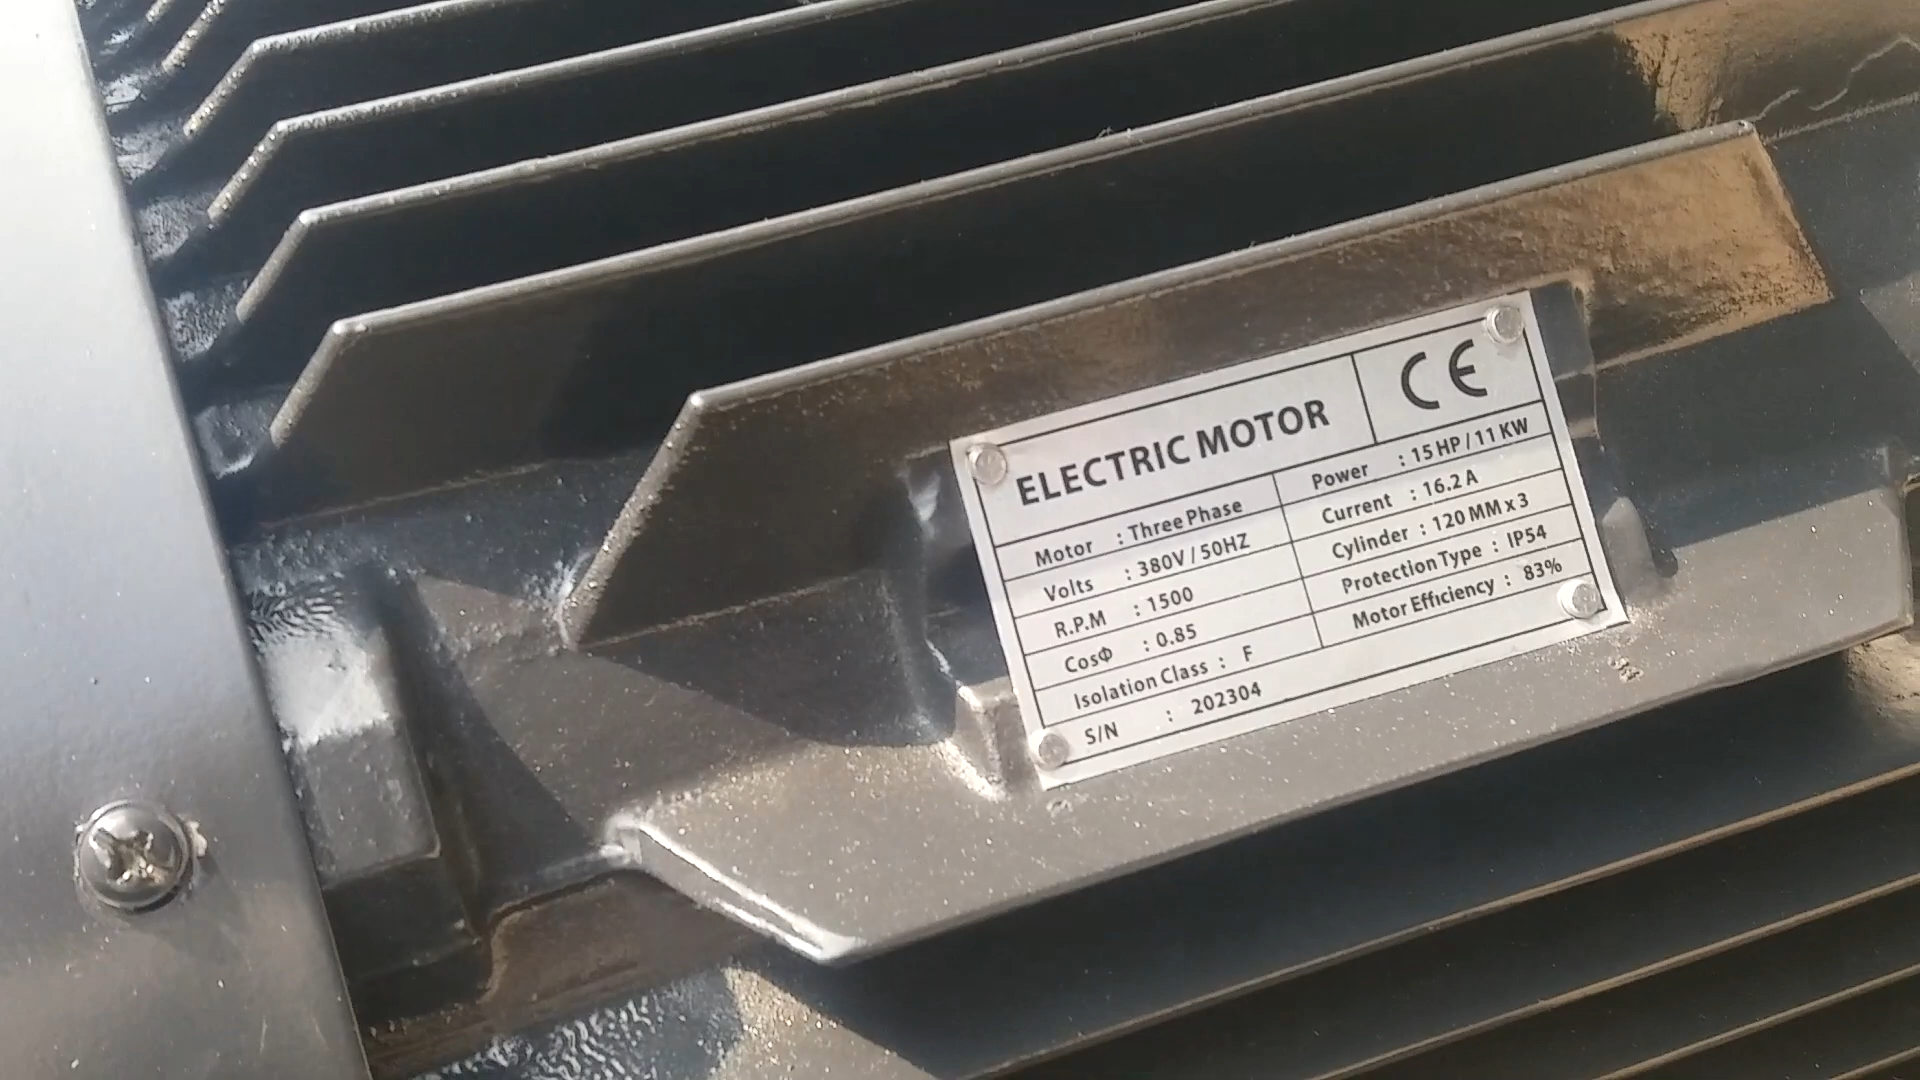 ELECTRIC MOTOR CE
Motor : Three Phase
Volts : 380V / 50HZ
R.P.M : 1500
CosΦ : 0.85
Isolation Class : F
S/N : 202304
Power : 15 HP / 11 KW
Current : 16.2 A
Cylinder : 120 MM x 3
Protection Type : IP54
Motor Efficiency : 83%